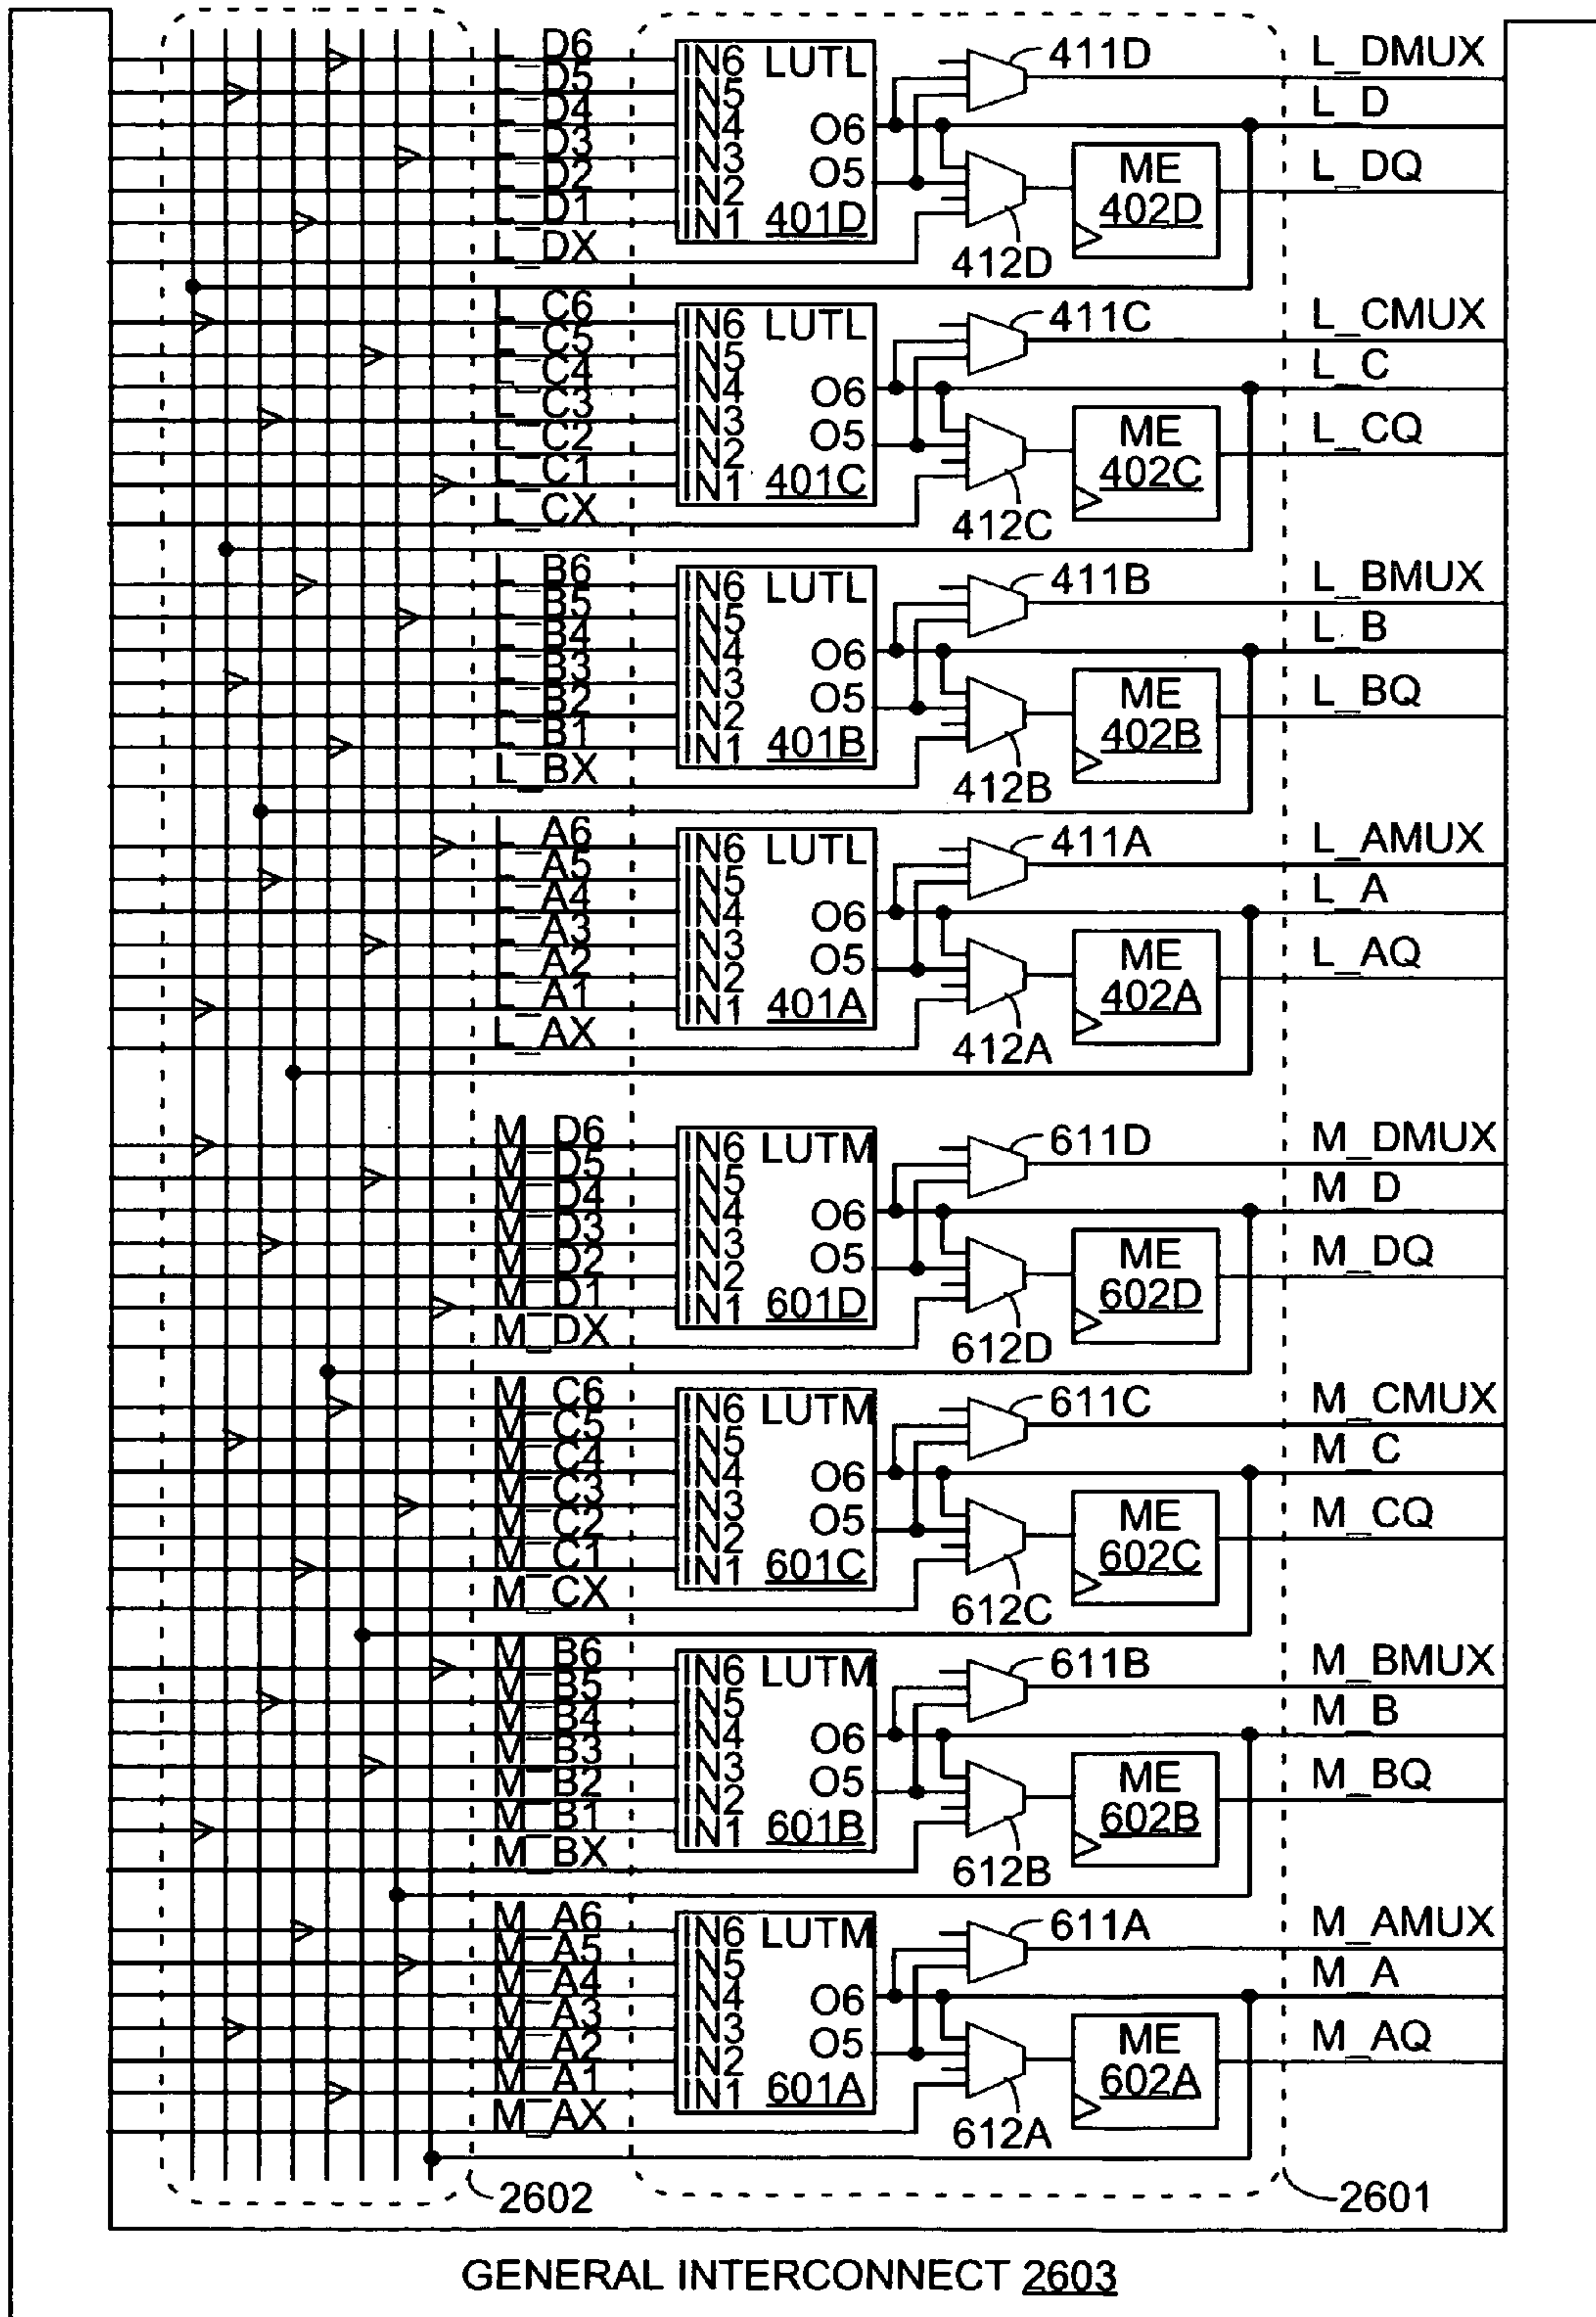 L_D6 IN6 LUTL 411D L_DMUX
L_D5 IN5
L_D4 IN4 O6 L_D
L_D3 IN3 ME L_DQ
L_D2 IN2 O5 402D
L_D1 IN1 401D
L_DX 412D
L_C6 IN6 LUTL 411C L_CMUX
L_C5 IN5
L_C4 IN4 O6 L_C
L_C3 IN3 ME L_CQ
L_C2 IN2 O5 402C
L_C1 IN1 401C
L_CX 412C
L_B6 IN6 LUTL 411B L_BMUX
L_B5 IN5
L_B4 IN4 O6 L_B
L_B3 IN3 ME L_BQ
L_B2 IN2 O5 402B
L_B1 IN1 401B
L_BX 412B
L_A6 IN6 LUTL 411A L_AMUX
L_A5 IN5
L_A4 IN4 O6 L_A
L_A3 IN3 ME L_AQ
L_A2 IN2 O5 402A
L_A1 IN1 401A
L_AX 412A
M_D6 IN6 LUTM 611D M_DMUX
M_D5 IN5
M_D4 IN4 O6 M_D
M_D3 IN3 ME M_DQ
M_D2 IN2 O5 602D
M_D1 IN1 601D
M_DX 612D
M_C6 IN6 LUTM 611C M_CMUX
M_C5 IN5
M_C4 IN4 O6 M_C
M_C3 IN3 ME M_CQ
M_C2 IN2 O5 602C
M_C1 IN1 601C
M_CX 612C
M_B6 IN6 LUTM 611B M_BMUX
M_B5 IN5
M_B4 IN4 O6 M_B
M_B3 IN3 ME M_BQ
M_B2 IN2 O5 602B
M_B1 IN1 601B
M_BX 612B
M_A6 IN6 LUTM 611A M_AMUX
M_A5 IN5
M_A4 IN4 O6 M_A
M_A3 IN3 ME M_AQ
M_A2 IN2 O5 602A
M_A1 IN1 601A
M_AX 612A
2602 2601
GENERAL INTERCONNECT 2603